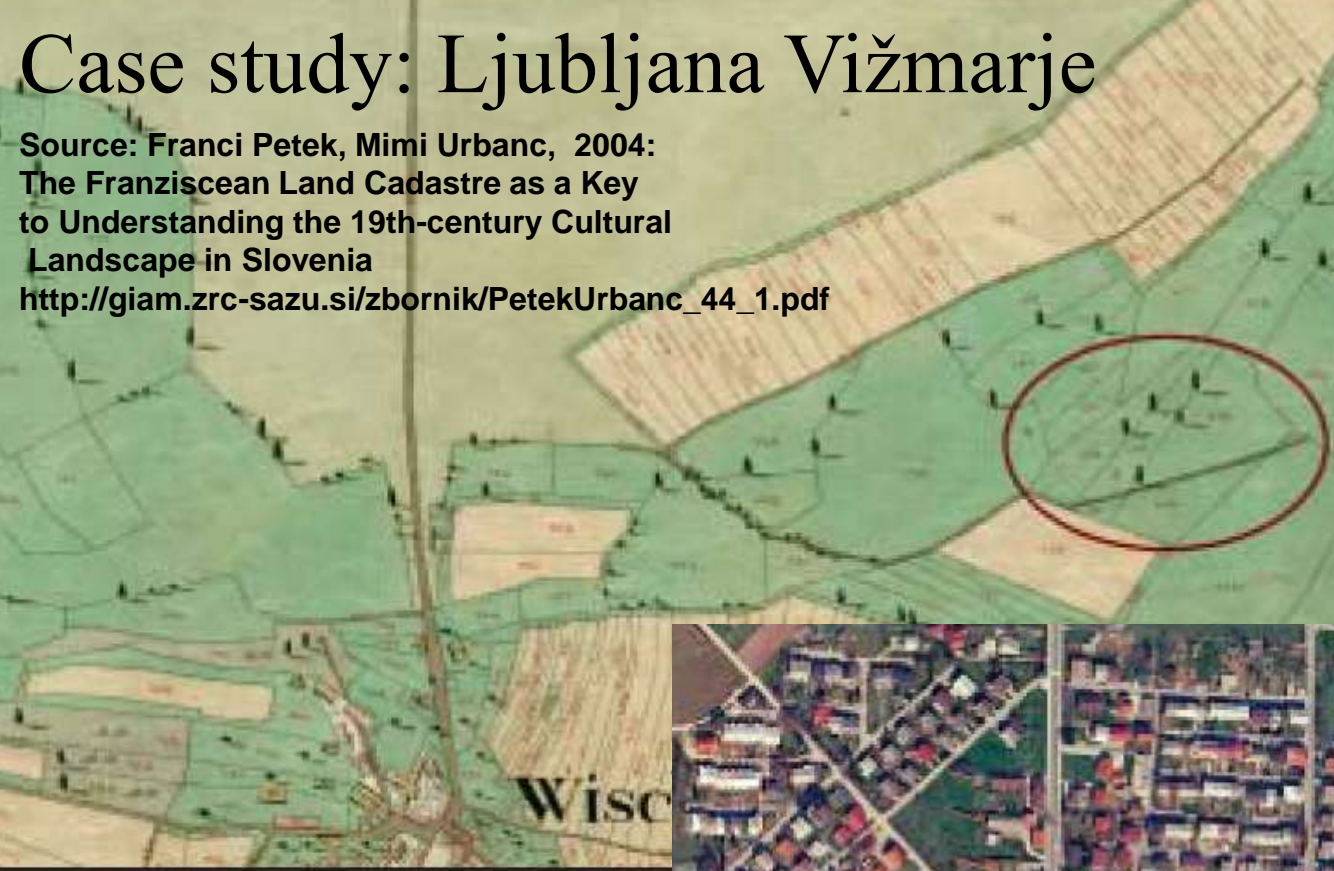 Case study: Ljubljana Vižmarje
Source: Franci Petek, Mimi Urbanc, 2004:
The Franziscean Land Cadastre as a Key
to Understanding the 19th-century Cultural
Landscape in Slovenia
http://giam.zrc-sazu.si/zbornik/PetekUrbanc_44_1.pdf
Wisc